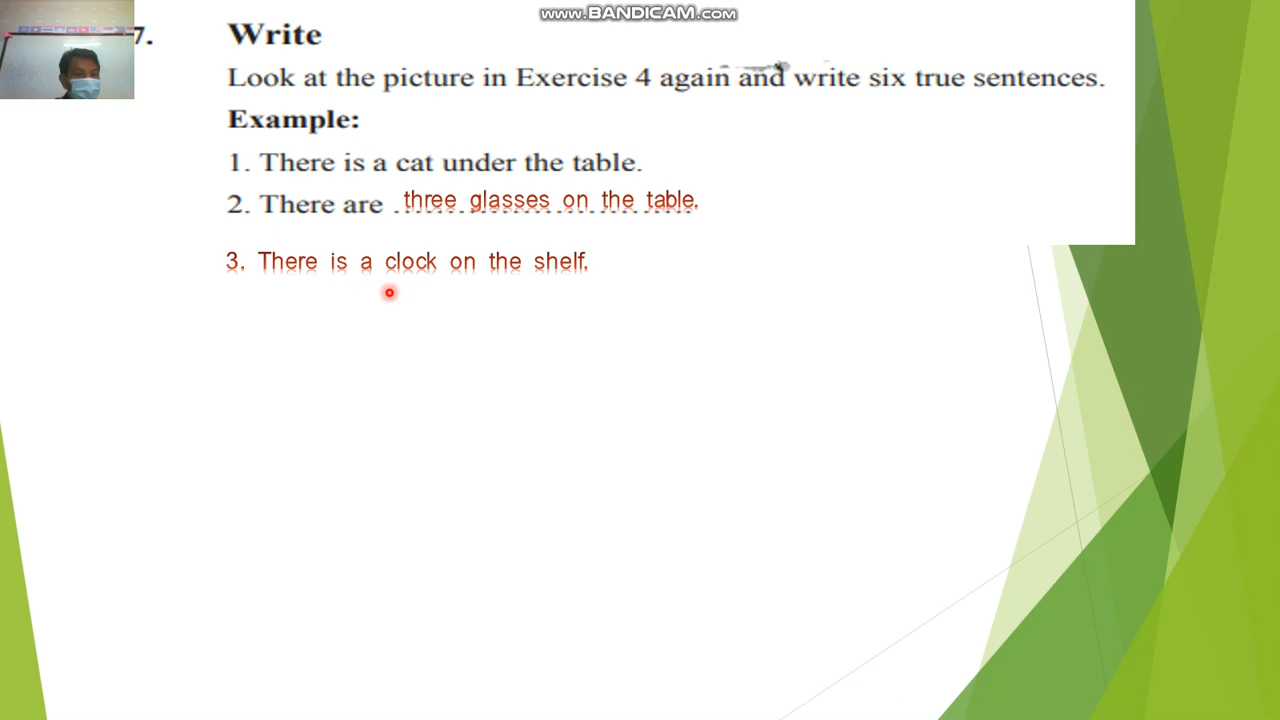 www.BANDICAM.com
7. Write
Look at the picture in Exercise 4 again and write six true sentences.
Example:
1. There is a cat under the table.
2. There are three glasses on the table.
3. There is a clock on the shelf.